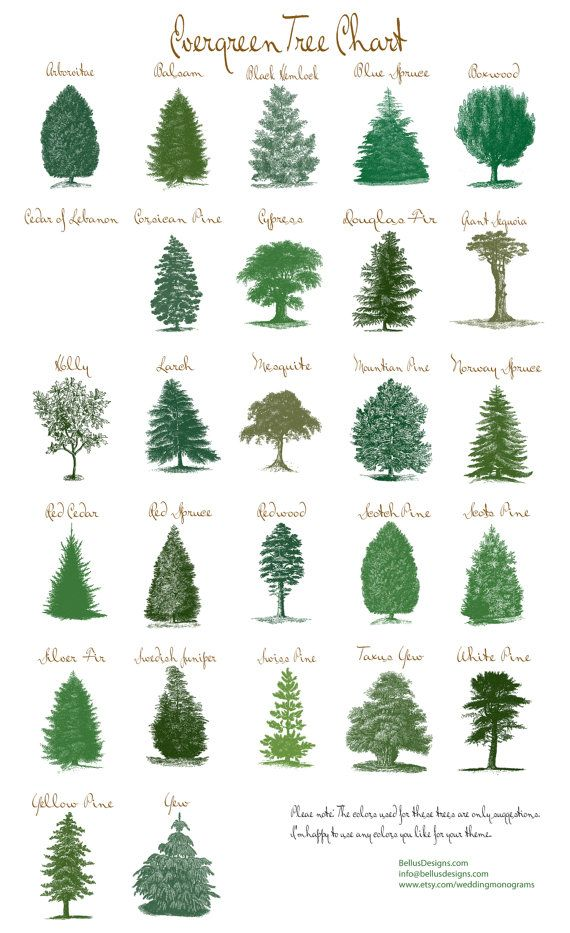 Evergreen Tree Chart
Arborvitae Balsam Black Hemlock Blue Spruce Boxwood
Cedar of Lebanon Corsican Pine Cypress Douglas Fir Giant Sequoia
Holly Larch Mesquite Mountian Pine Norway Spruce
Red Cedar Red Spruce Redwood Scotch Pine Scots Pine
Silver Fir Swedish Juniper Swiss Pine Taxus Yew White Pine
Yellow Pine Yew
Pleae note: The colors used for these trees are only suggestions;
I'm happy to use any colors you like for your theme.
BellusDesigns.com
info@bellusdesigns.com
www.etsy.com/weddingmonograms